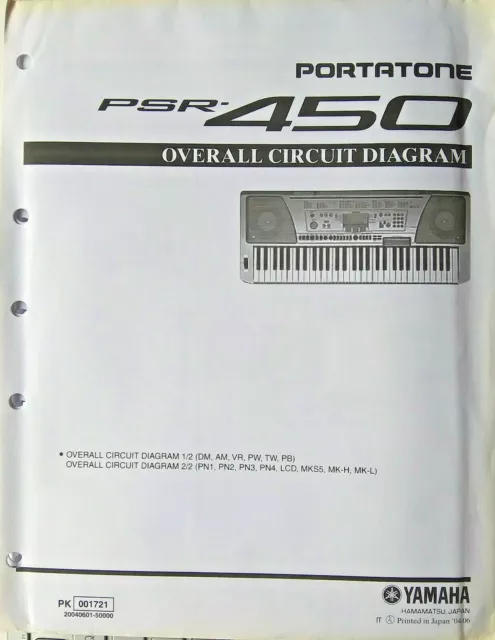 PORTATONE
PSR-450
OVERALL CIRCUIT DIAGRAM
• OVERALL CIRCUIT DIAGRAM 1/2 (DM, AM, VR, PW, TW, PB)
OVERALL CIRCUIT DIAGRAM 2/2 (PN1, PN2, PN3, PN4, LCD, MKS5, MK-H, MK-L)
PK 001721
20040601-50000
YAMAHA
HAMAMATSU, JAPAN
IT Ⓐ Printed in Japan '04.06